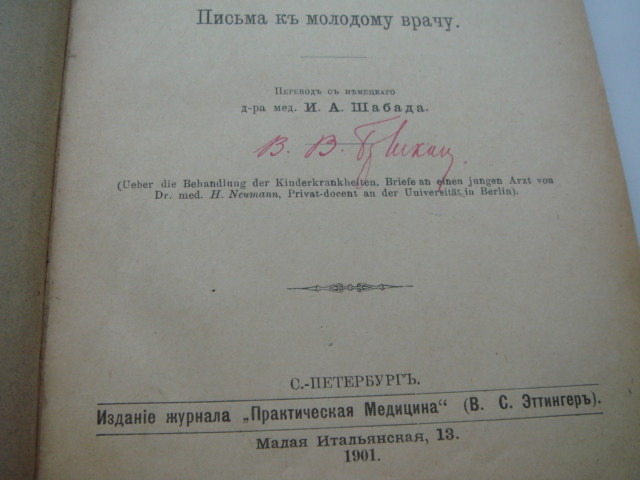 Письма къ молодому врачу.
Переводъ съ нѣмецкаго
д-ра мед. И. А. Шабада.
В. В.
(Ueber die Behandlung der Kinderkrankheiten, Briefe an einen jungen Arzt von
Dr. med. H. Neumann, Privat-docent an der Universität in Berlin).
С.-ПЕТЕРБУРГЪ.
Изданіе журнала „Практическая Медицина“ (В. С. Эттингеръ).
Малая Итальянская, 13.
1901.